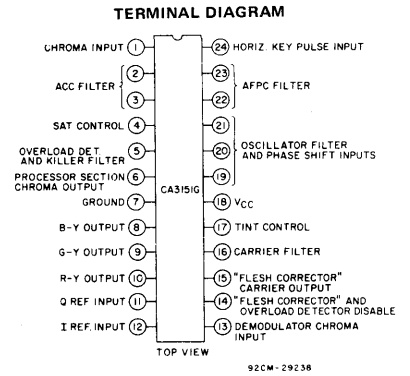 TERMINAL DIAGRAM
CHROMA INPUT 1
24 HORIZ. KEY PULSE INPUT
2
ACC FILTER
3
23
AFPC FILTER
22
SAT CONTROL 4
21
OSCILLATOR FILTER
AND PHASE SHIFT INPUTS
20
19
OVERLOAD DET.
AND KILLER FILTER 5
PROCESSOR SECTION
CHROMA OUTPUT 6
CA3151G
GROUND 7
18 VCC
B-Y OUTPUT 8
17 TINT CONTROL
G-Y OUTPUT 9
16 CARRIER FILTER
R-Y OUTPUT 10
15 "FLESH CORRECTOR"
CARRIER OUTPUT
Q REF INPUT 11
14 "FLESH CORRECTOR" AND
OVERLOAD DETECTOR DISABLE
I REF. INPUT 12
13 DEMODULATOR CHROMA
INPUT
TOP VIEW
92CM-29238